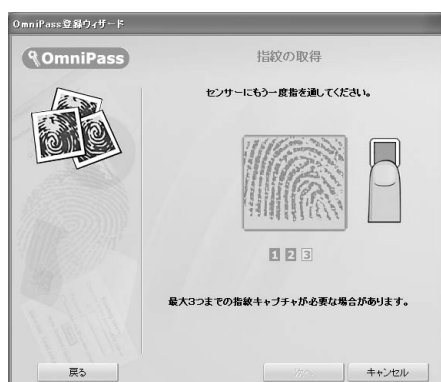 OmniPass登録ウィザード
OmniPass
指紋の取得
センサーにもう一度指を通してください。
1 2 3
最大3つまでの指紋キャプチャが必要な場合があります。
戻る
次へ
キャンセル